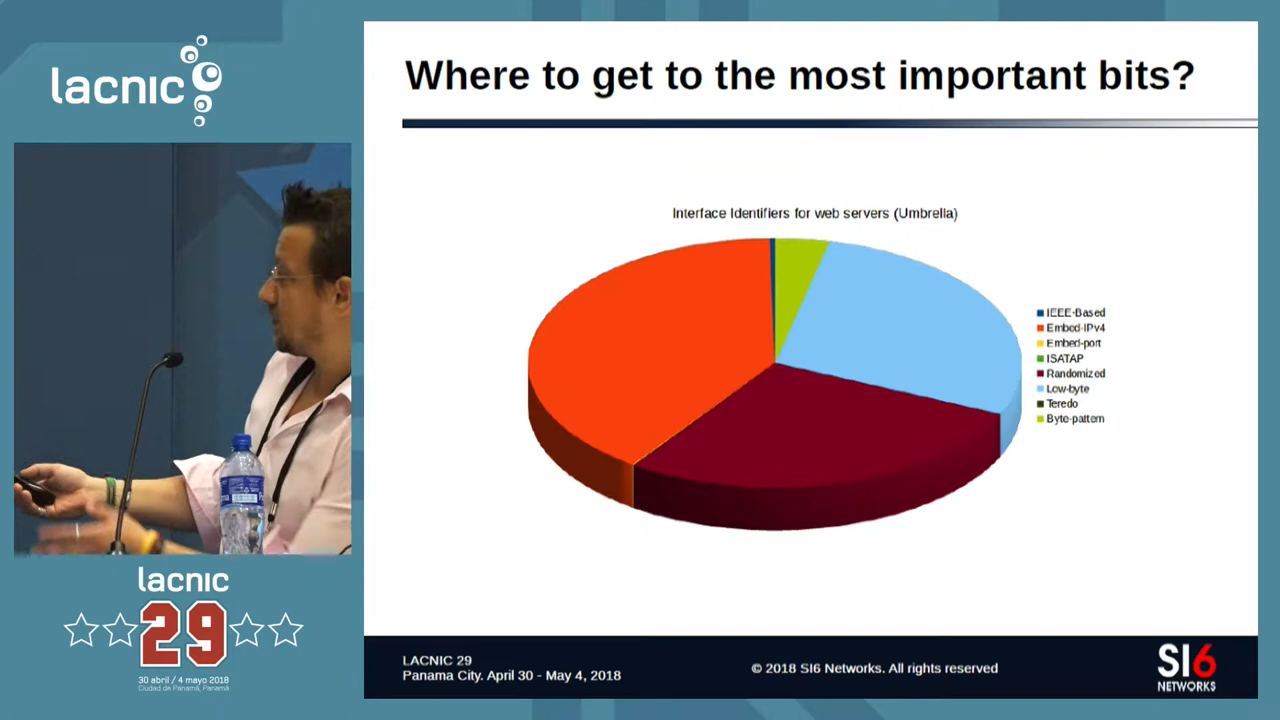 lacnic
Where to get to the most important bits?
Interface Identifiers for web servers (Umbrella)
IEEE-Based
Embed-IPv4
Embed-port
ISATAP
Randomized
Low-byte
Teredo
Byte-pattern
lacnic
29
30 abril / 4 mayo 2018
Ciudad de Panamá, Panamá
LACNIC 29
Panama City. April 30 - May 4, 2018
© 2018 SI6 Networks. All rights reserved
SI6
NETWORKS